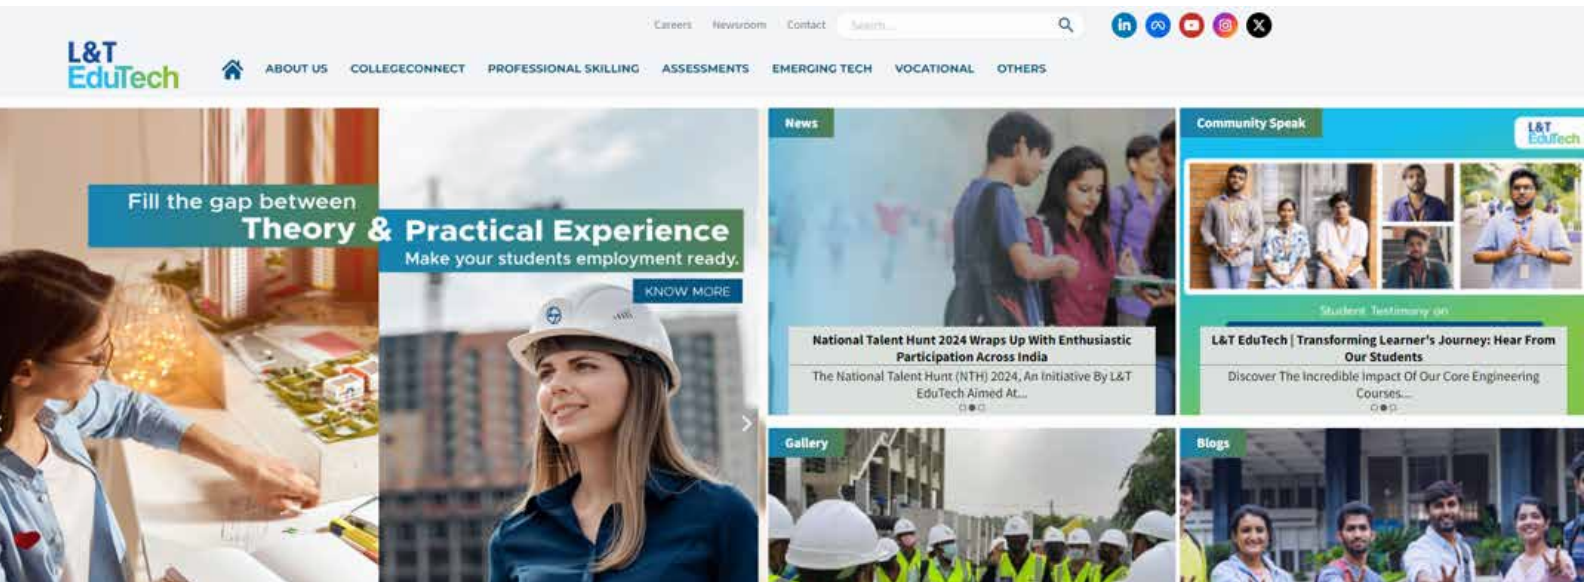 Careers Newsroom Contact Search...
L&T
EduTech
ABOUT US COLLEGECONNECT PROFESSIONAL SKILLING ASSESSMENTS EMERGING TECH VOCATIONAL OTHERS
Fill the gap between
Theory & Practical Experience
Make your students employment ready.
KNOW MORE
News
National Talent Hunt 2024 Wraps Up With Enthusiastic
Participation Across India
The National Talent Hunt (NTH) 2024, An Initiative By L&T
EduTech Aimed At...
Community Speak
L&T
EduTech
Student Testimony on
L&T EduTech | Transforming Learner's Journey: Hear From
Our Students
Discover The Incredible Impact Of Our Core Engineering
Courses...
Gallery
Blogs